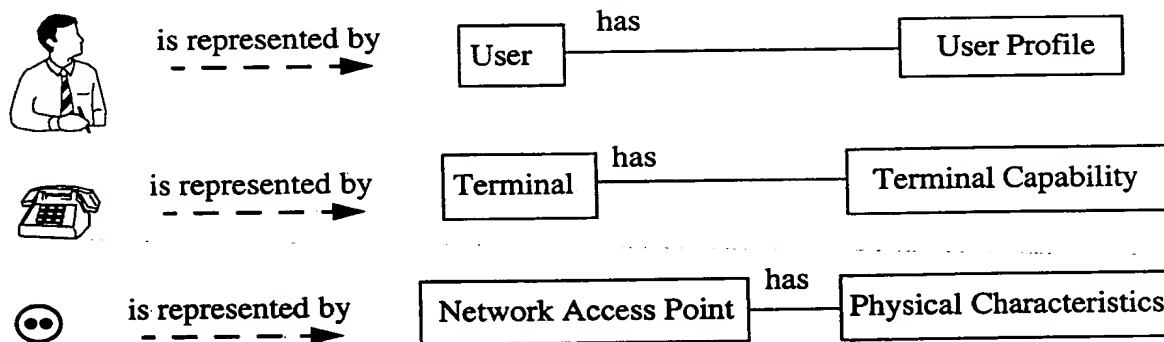 is represented by
User
has
User Profile
is represented by
Terminal
has
Terminal Capability
is represented by
Network Access Point
has
Physical Characteristics